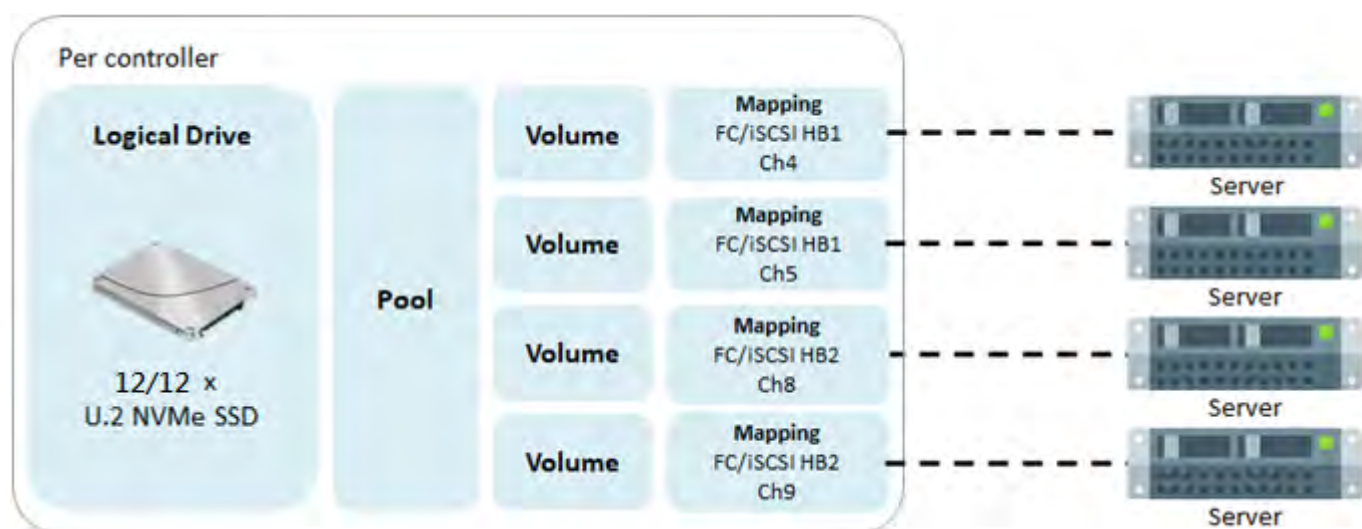 Per controller
Logical Drive
12/12 x
U.2 NVMe SSD
Pool
Volume
Mapping
FC/iSCSI HB1
Ch4
Server
Volume
Mapping
FC/iSCSI HB1
Ch5
Server
Volume
Mapping
FC/iSCSI HB2
Ch8
Server
Volume
Mapping
FC/iSCSI HB2
Ch9
Server